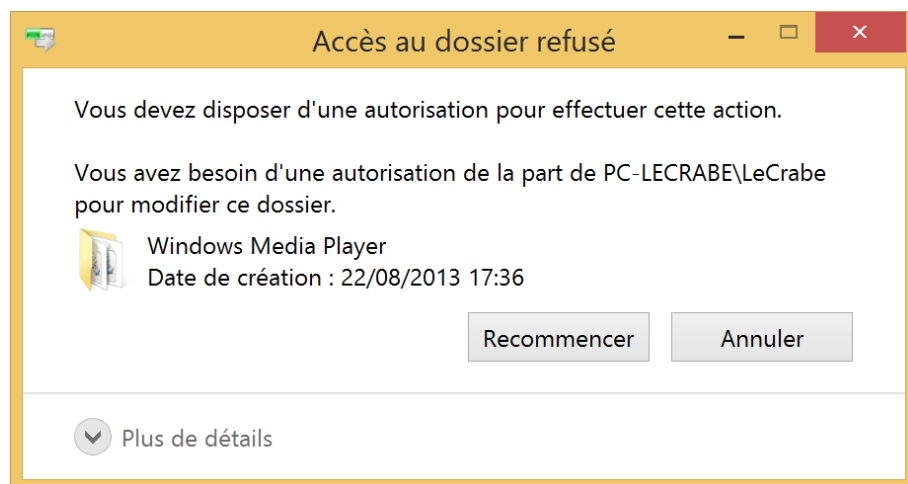 Accès au dossier refusé
Vous devez disposer d'une autorisation pour effectuer cette action.
Vous avez besoin d'une autorisation de la part de PC-LECRABE\LeCrabe
pour modifier ce dossier.
Windows Media Player
Date de création : 22/08/2013 17:36
Recommencer Annuler
Plus de détails